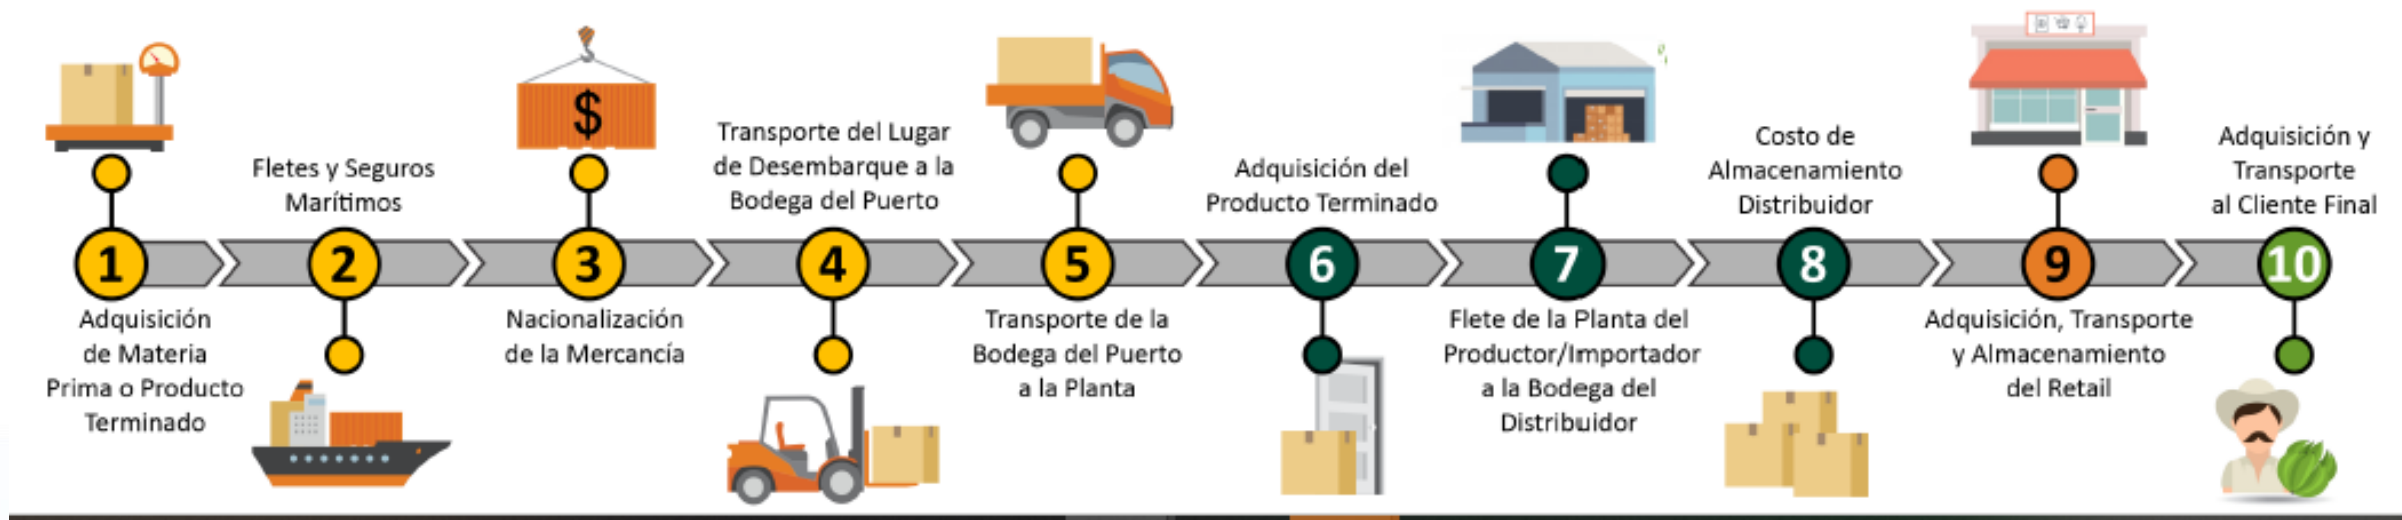 1
Adquisición
de Materia
Prima o Producto
Terminado
Fletes y Seguros
Marítimos
2
$
3
Nacionalización
de la Mercancía
Transporte del Lugar
de Desembarque a la
Bodega del Puerto
4
5
Transporte de la
Bodega del Puerto
a la Planta
Adquisición del
Producto Terminado
6
7
Flete de la Planta del
Productor/Importador
a la Bodega del
Distribuidor
Costo de
Almacenamiento
Distribuidor
8
9
Adquisición, Transporte
y Almacenamiento
del Retail
Adquisición y
Transporte
al Cliente Final
10